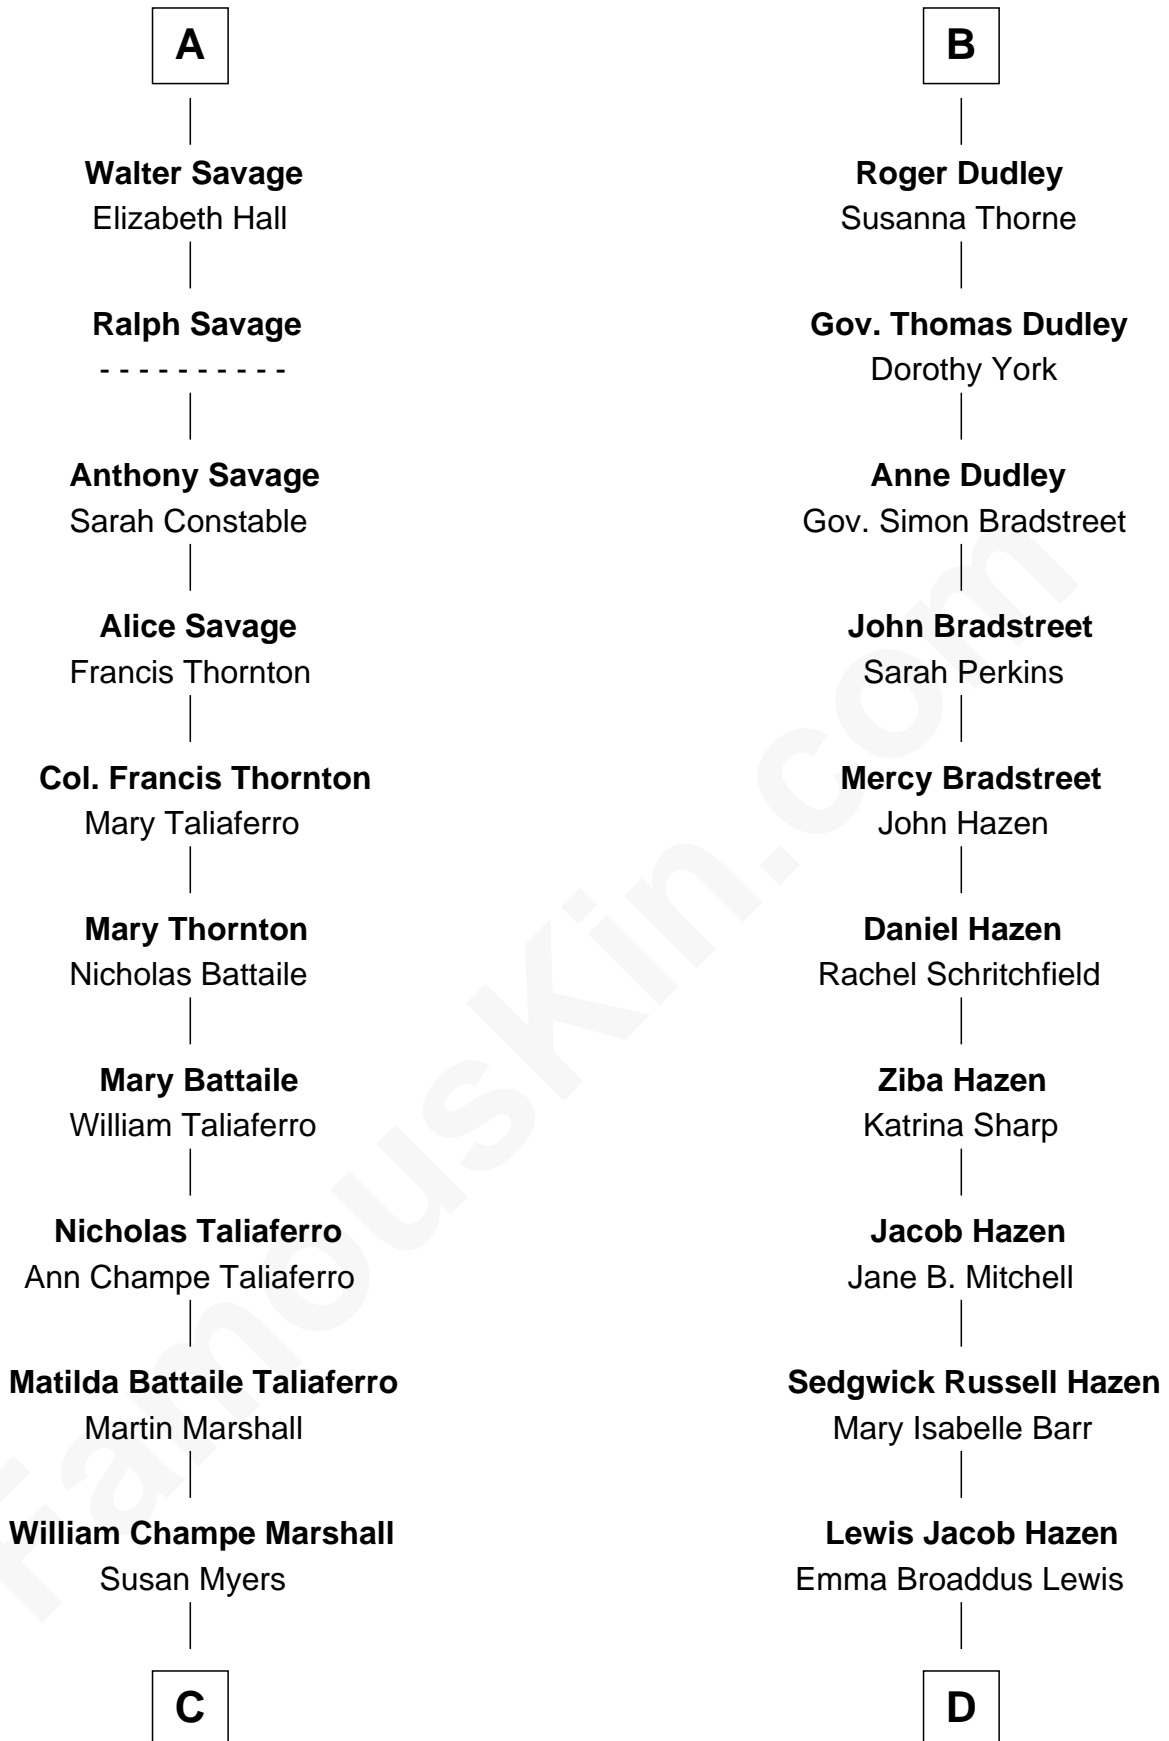 A
Walter Savage
Elizabeth Hall
Ralph Savage
- - - - - - - - - -
Anthony Savage
Sarah Constable
Alice Savage
Francis Thornton
Col. Francis Thornton
Mary Taliaferro
Mary Thornton
Nicholas Battaile
Mary Battaile
William Taliaferro
Nicholas Taliaferro
Ann Champe Taliaferro
Matilda Battaile Taliaferro
Martin Marshall
William Champe Marshall
Susan Myers
C
B
Roger Dudley
Susanna Thorne
Gov. Thomas Dudley
Dorothy York
Anne Dudley
Gov. Simon Bradstreet
John Bradstreet
Sarah Perkins
Mercy Bradstreet
John Hazen
Daniel Hazen
Rachel Schritchfield
Ziba Hazen
Katrina Sharp
Jacob Hazen
Jane B. Mitchell
Sedgwick Russell Hazen
Mary Isabelle Barr
Lewis Jacob Hazen
Emma Broaddus Lewis
D
FamousKin.com